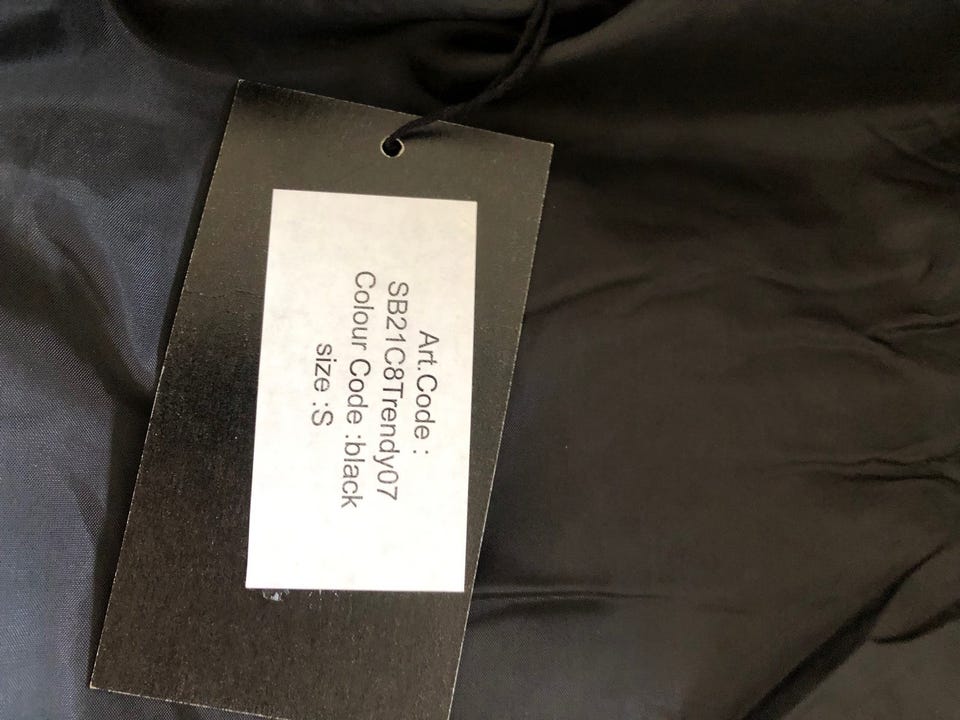 Art.Code :
SB21C8Trendy07
Colour Code :black
size :S